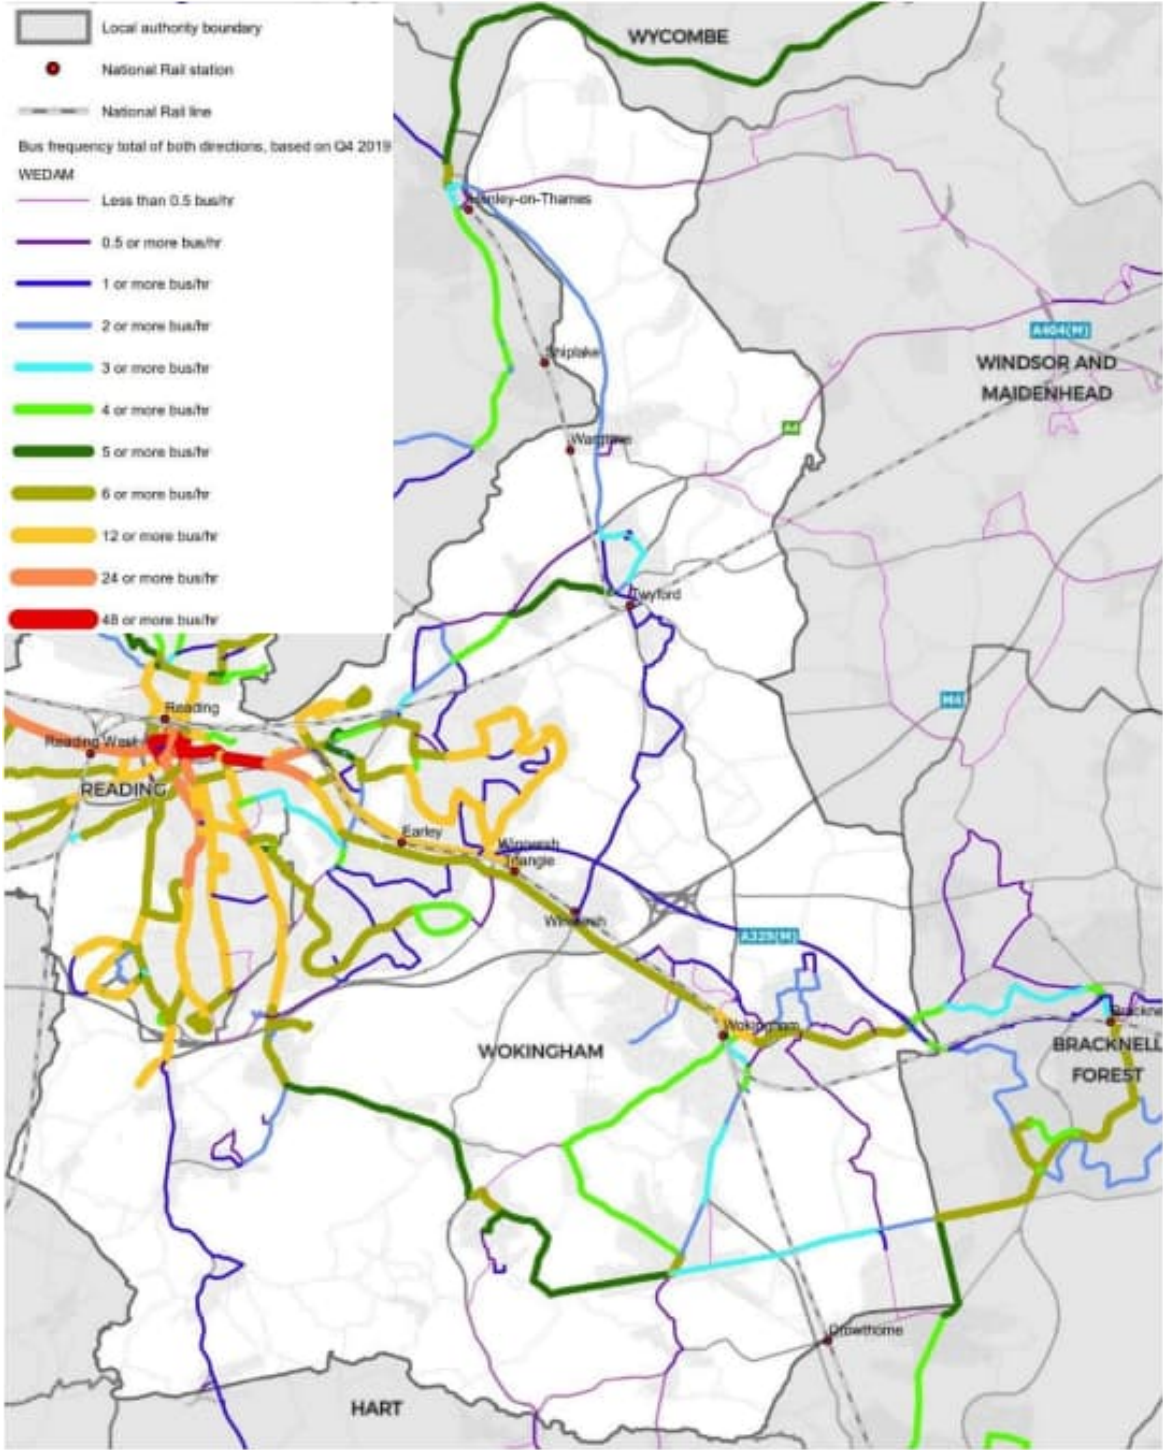 Local authority boundary
National Rail station
National Rail line
Bus frequency total of both directions, based on Q4 2019
WEDAM
Less than 0.5 bus/hr
0.5 or more bus/hr
1 or more bus/hr
2 or more bus/hr
3 or more bus/hr
4 or more bus/hr
5 or more bus/hr
6 or more bus/hr
12 or more bus/hr
24 or more bus/hr
48 or more bus/hr
WYCOMBE
Henley-on-Thames
A404(M)
Shiplake
WINDSOR AND
MAIDENHEAD
A4
Wargrave
Twyford
M4
Reading
Reading West
READING
Earley
Winnersh
Triangle
Winnersh
A329(M)
Wokingham
Bracknell
WOKINGHAM
BRACKNELL
FOREST
Crowthorne
HART